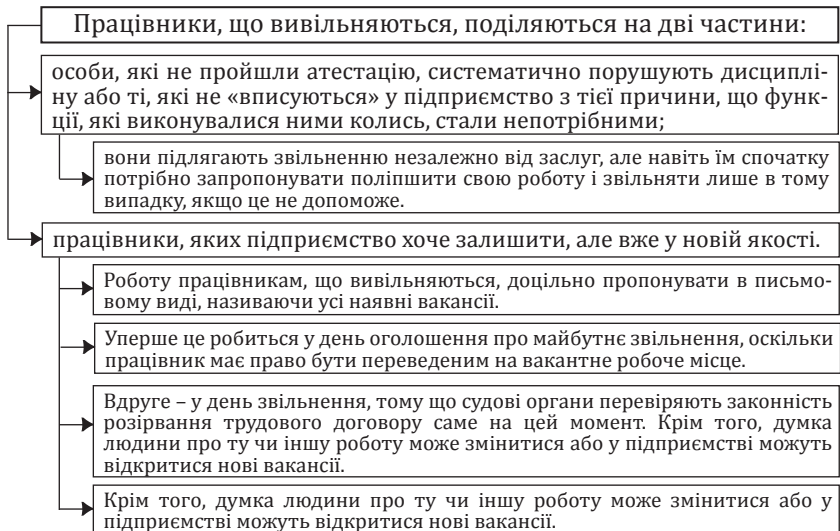 Працівники, що вивільняються, поділяються на дві частини:
особи, які не пройшли атестацію, систематично порушують дисциплі-
ну або ті, які не «вписуються» у підприємство з тієї причини, що функ-
ції, які виконувалися ними колись, стали непотрібними;
вони підлягають звільненню незалежно від заслуг, але навіть їм спочатку
потрібно запропонувати поліпшити свою роботу і звільняти лише в тому
випадку, якщо це не допоможе.
працівники, яких підприємство хоче залишити, але вже у новій якості.
Роботу працівникам, що вивільняються, доцільно пропонувати в письмо-
вому виді, називаючи усі наявні вакансії.
Уперше це робиться у день оголошення про майбутнє звільнення, оскільки
працівник має право бути переведеним на вакантне робоче місце.
Вдруге – у день звільнення, тому що судові органи перевіряють законність
розірвання трудового договору саме на цей момент. Крім того, думка
людини про ту чи іншу роботу може змінитися або у підприємстві можуть
відкритися нові вакансії.
Крім того, думка людини про ту чи іншу роботу може змінитися або у
підприємстві можуть відкритися нові вакансії.